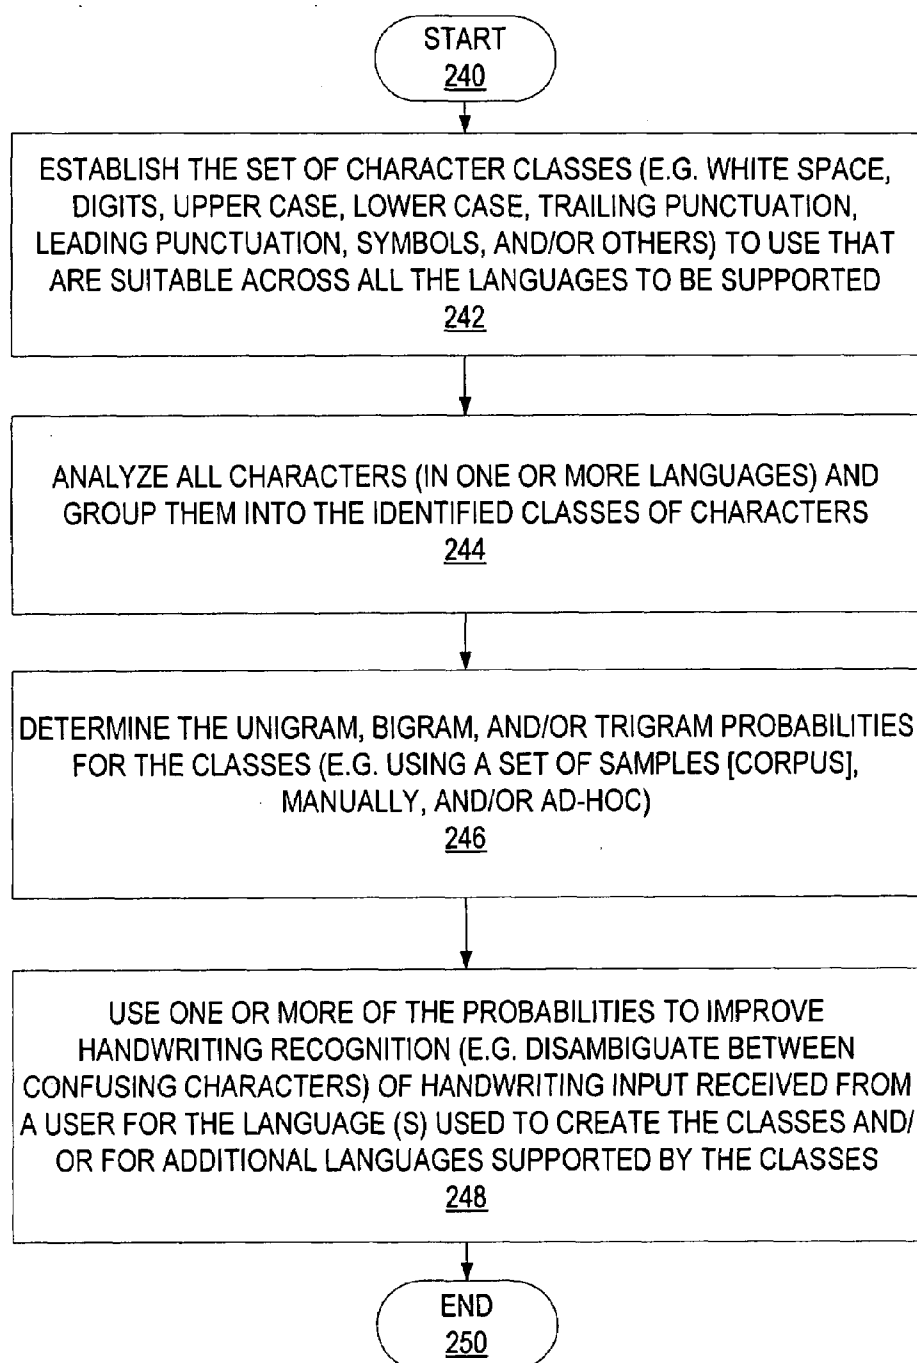 START
240
ESTABLISH THE SET OF CHARACTER CLASSES (E.G. WHITE SPACE,
DIGITS, UPPER CASE, LOWER CASE, TRAILING PUNCTUATION,
LEADING PUNCTUATION, SYMBOLS, AND/OR OTHERS) TO USE THAT
ARE SUITABLE ACROSS ALL THE LANGUAGES TO BE SUPPORTED
242
ANALYZE ALL CHARACTERS (IN ONE OR MORE LANGUAGES) AND
GROUP THEM INTO THE IDENTIFIED CLASSES OF CHARACTERS
244
DETERMINE THE UNIGRAM, BIGRAM, AND/OR TRIGRAM PROBABILITIES
FOR THE CLASSES (E.G. USING A SET OF SAMPLES [CORPUS],
MANUALLY, AND/OR AD-HOC)
246
USE ONE OR MORE OF THE PROBABILITIES TO IMPROVE
HANDWRITING RECOGNITION (E.G. DISAMBIGUATE BETWEEN
CONFUSING CHARACTERS) OF HANDWRITING INPUT RECEIVED FROM
A USER FOR THE LANGUAGE (S) USED TO CREATE THE CLASSES AND/
OR FOR ADDITIONAL LANGUAGES SUPPORTED BY THE CLASSES
248
END
250